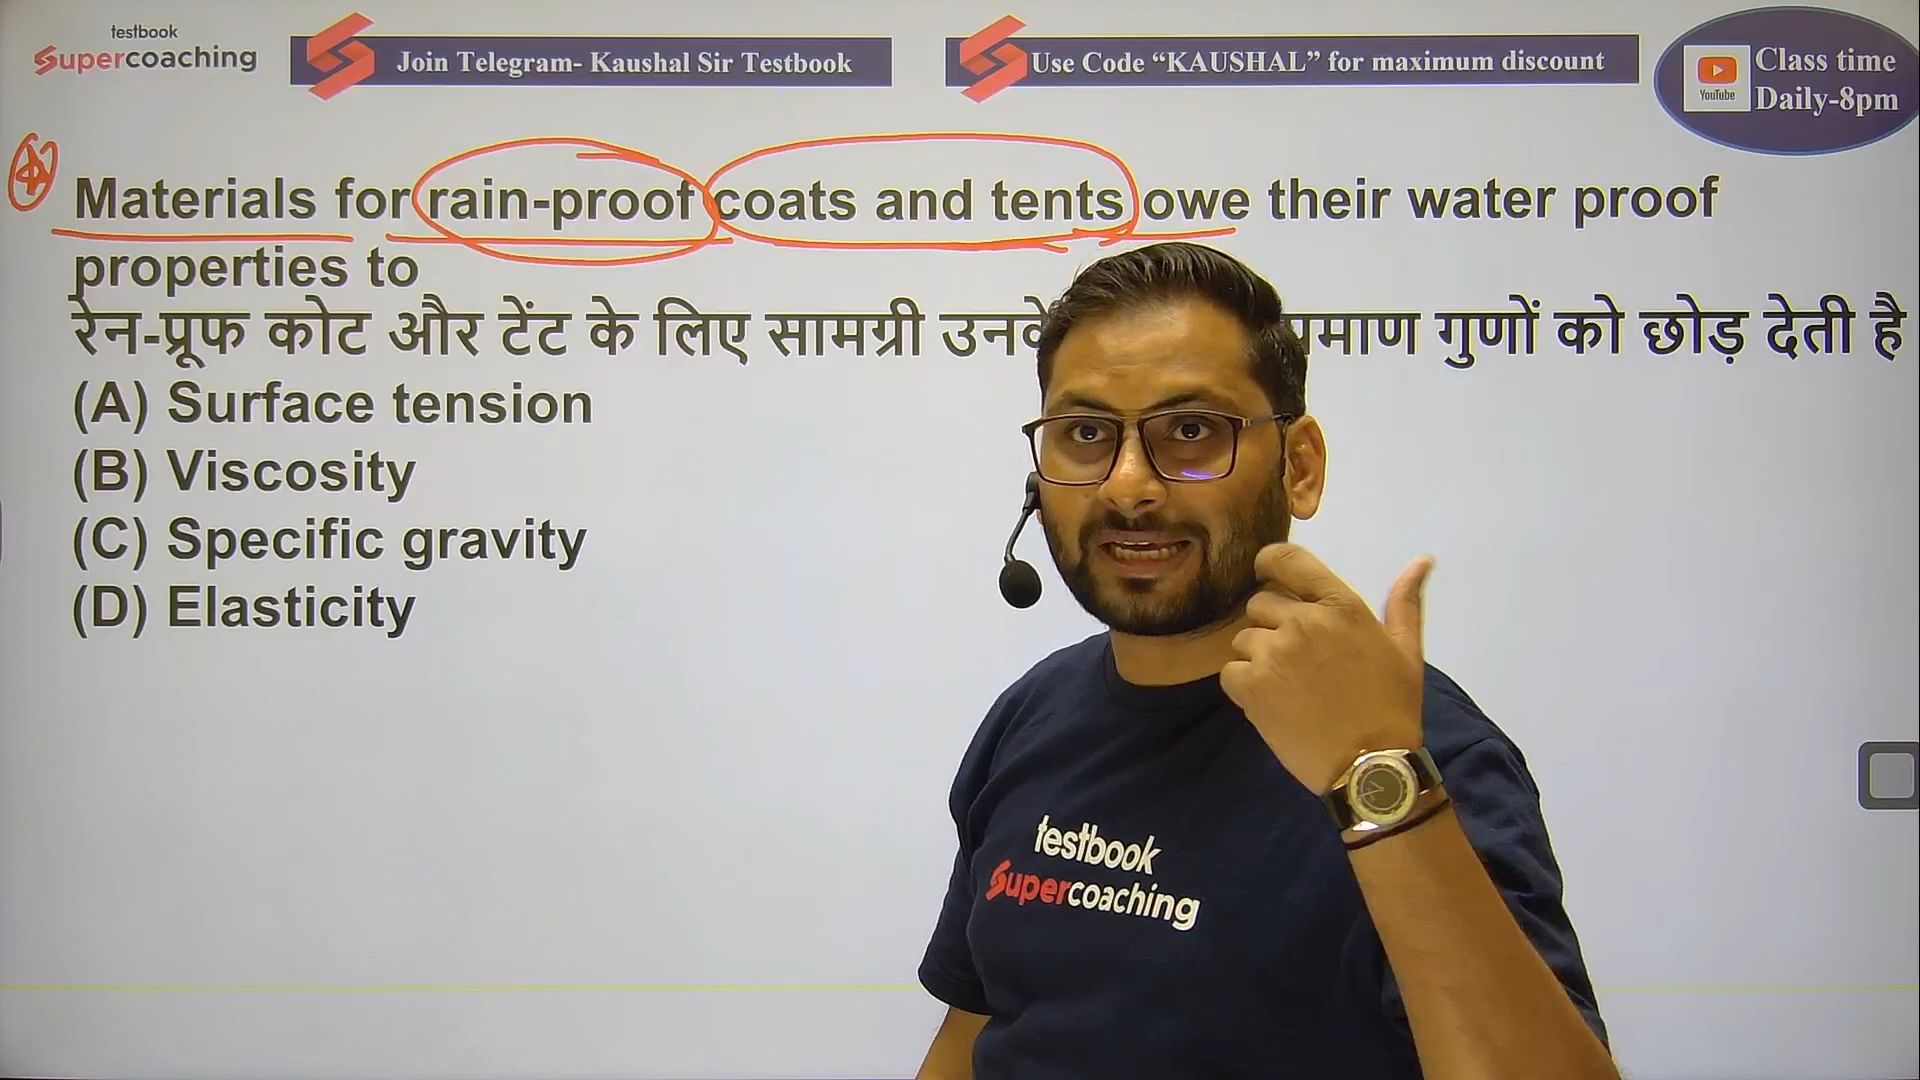 testbook
Supercoaching
Join Telegram- Kaushal Sir Testbook
Use Code “KAUSHAL” for maximum discount
YouTube
Class time
Daily-8pm
Materials for rain-proof coats and tents owe their water proof
properties to
रेन-प्रूफ कोट और टेंट के लिए सामग्री गुणों को छोड़ देती है
(A) Surface tension
(B) Viscosity
(C) Specific gravity
(D) Elasticity
testbook
Supercoaching